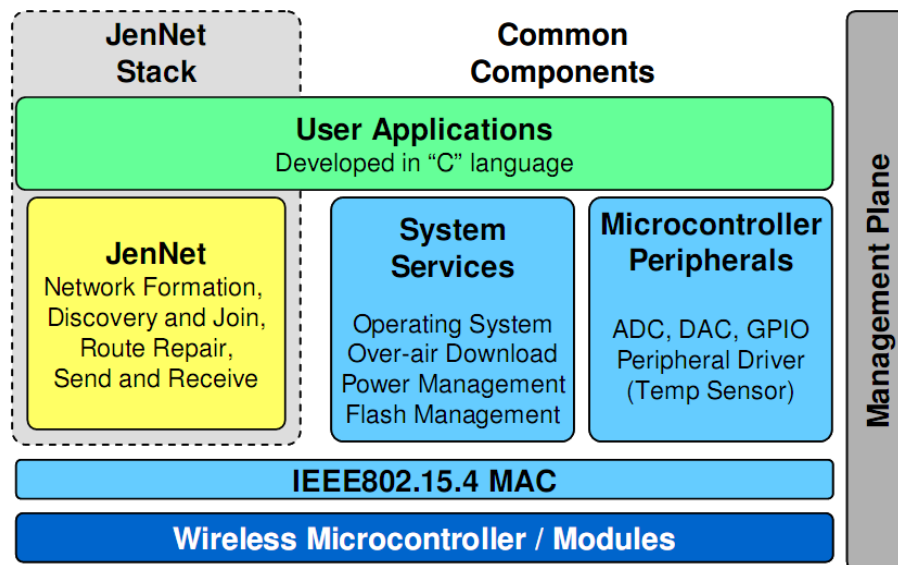 JenNet
Stack
Common
Components
User Applications
Developed in “C” language
JenNet
Network Formation,
Discovery and Join,
Route Repair,
Send and Receive
System
Services
Operating System
Over-air Download
Power Management
Flash Management
Microcontroller
Peripherals
ADC, DAC, GPIO
Peripheral Driver
(Temp Sensor)
IEEE802.15.4 MAC
Wireless Microcontroller / Modules
Management Plane